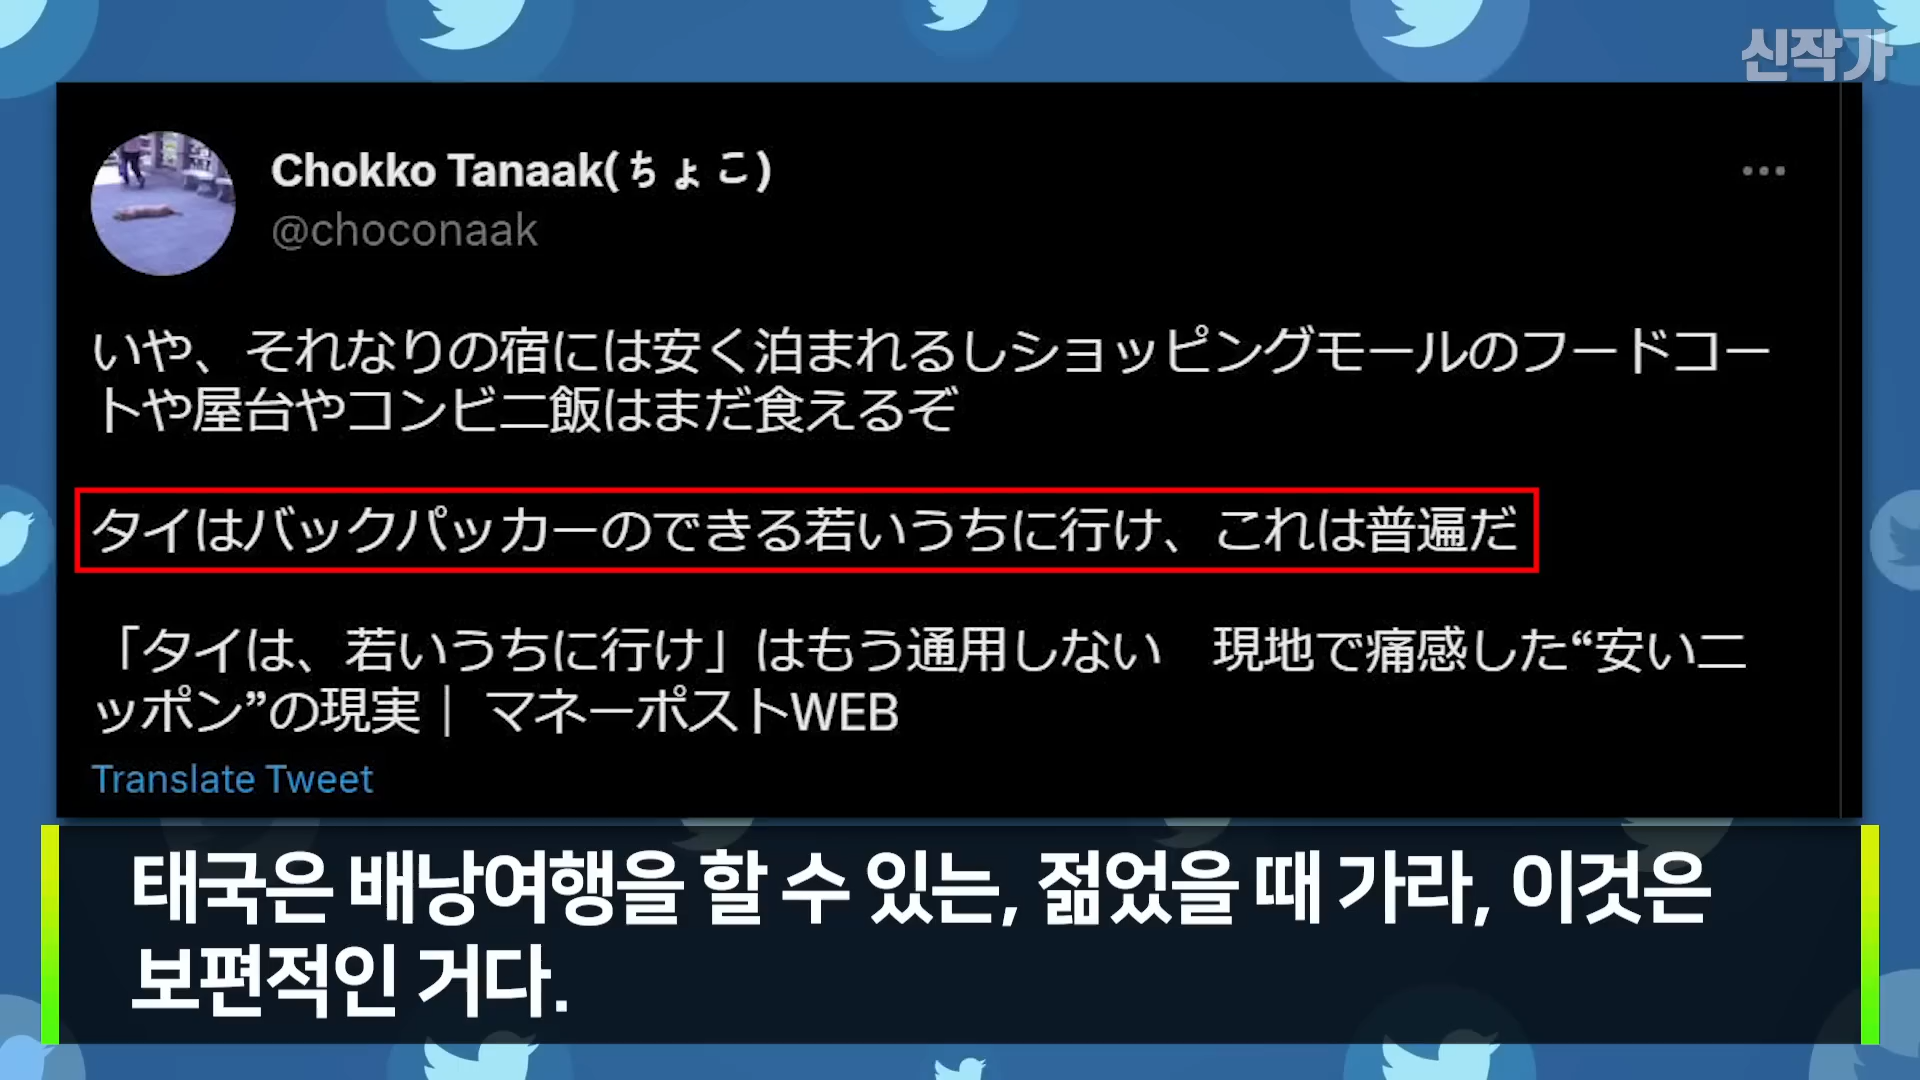 신작가
Chokko Tanaak(ちょこ)
@choconaak
いや、それなりの宿には安く泊まれるしショッピングモールのフードコー
トや屋台やコンビニ飯はまだ食えるぞ
タイはバックパッカーのできる若いうちに行け、これは普遍だ
「タイは、若いうちに行け」はもう通用しない　現地で痛感した“安いニ
ッポン”の現実｜ マネーポストWEB
Translate Tweet
태국은 배낭여행을 할 수 있는, 젊었을 때 가라, 이것은
보편적인 거다.